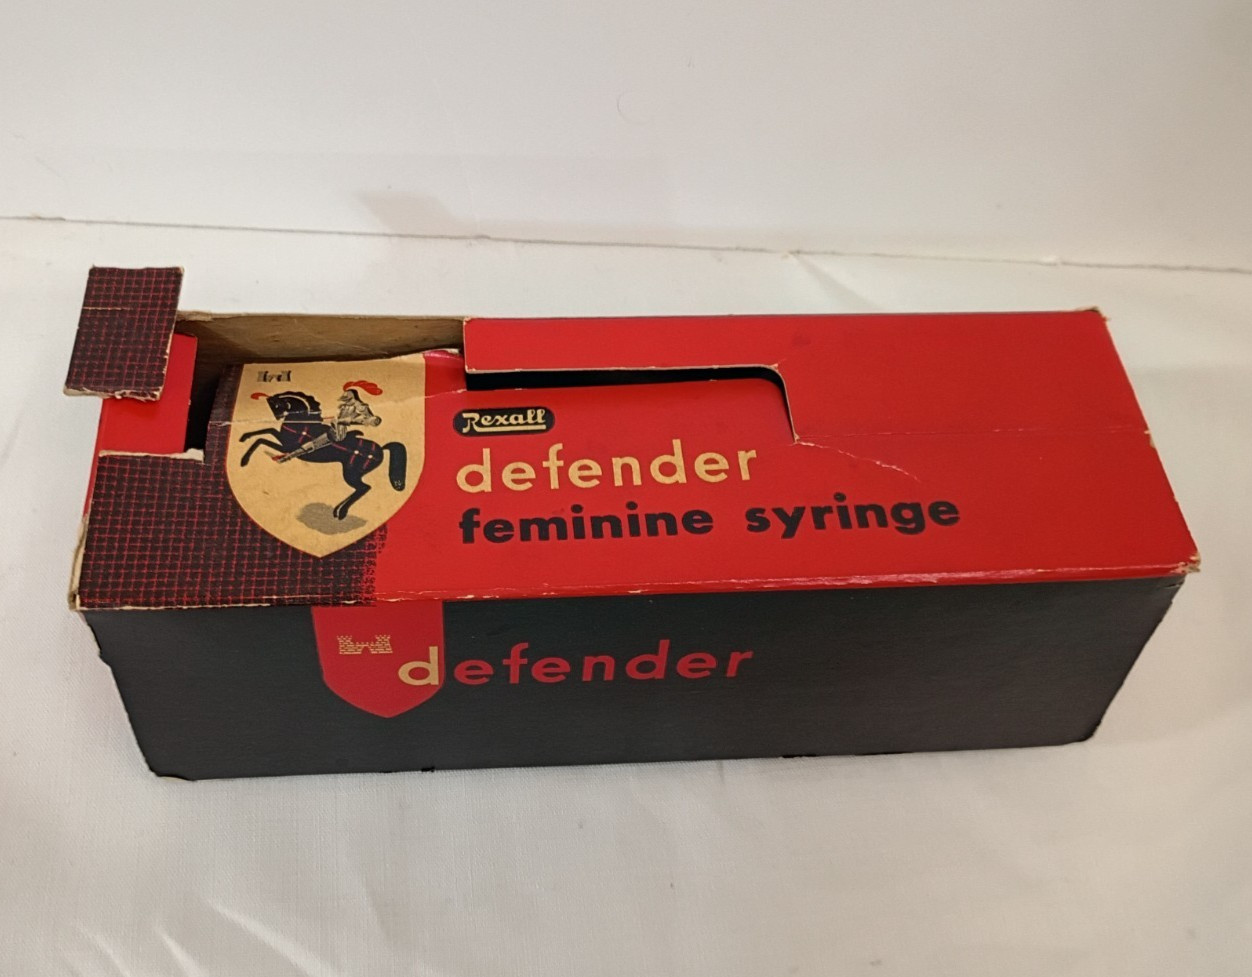 Rexall
defender
feminine syringe
defender